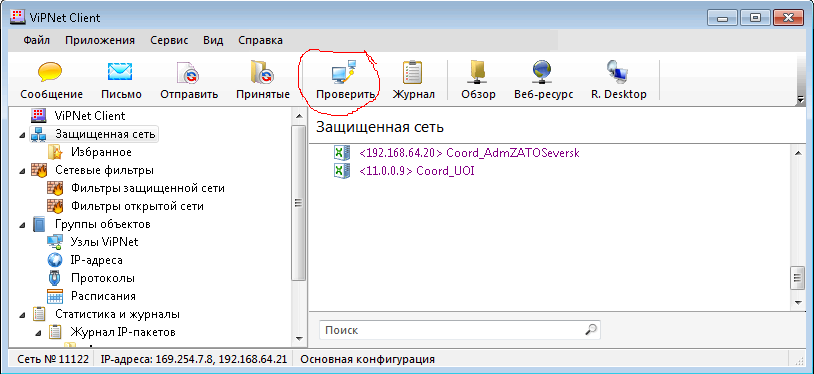 ViPNet Client
Файл Приложения Сервис Вид Справка
Сообщение Письмо Отправить Принятые Проверить Журнал Обзор Веб-ресурс R. Desktop
ViPNet Client
Защищенная сеть
Избранное
Сетевые фильтры
Фильтры защищенной сети
Фильтры открытой сети
Группы объектов
Узлы ViPNet
IP-адреса
Протоколы
Расписания
Статистика и журналы
Журнал IP-пакетов
Защищенная сеть
<192.168.64.20> Coord_AdmZATOSeversk
<11.0.0.9> Coord_UOI
Поиск
Сеть № 11122 IP-адреса: 169.254.7.8, 192.168.64.21 Основная конфигурация